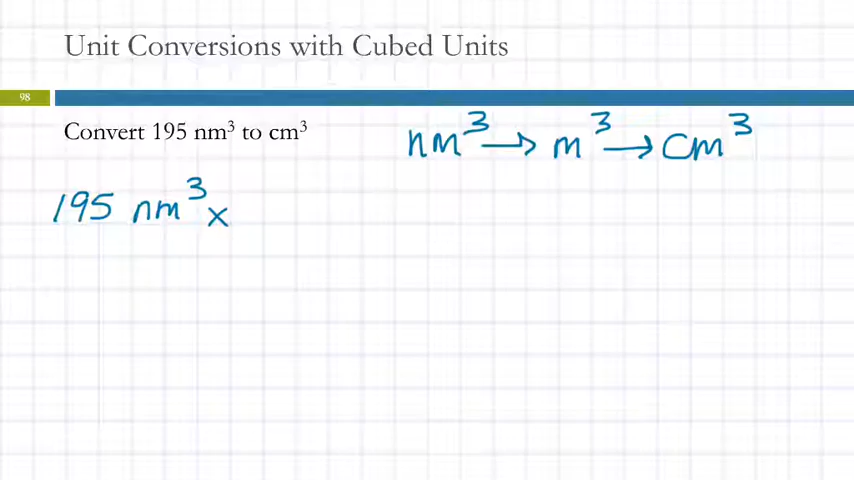 Unit Conversions with Cubed Units
98
Convert 195 nm³ to cm³
nm³ → m³ → cm³
195 nm³ x